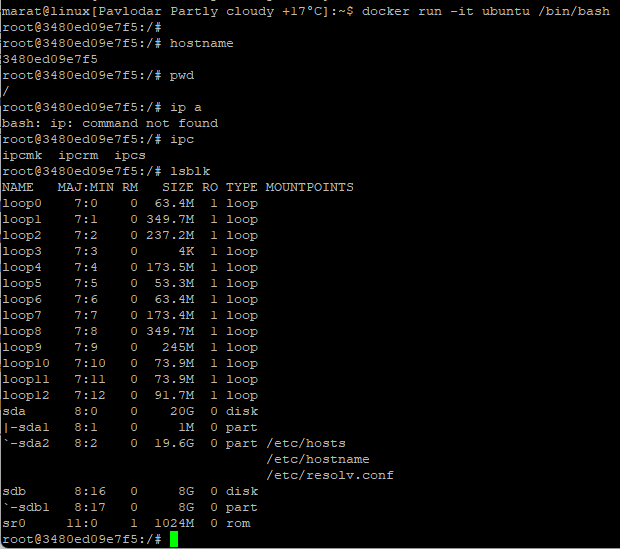 marat@linux[Pavlodar Partly cloudy +17°C]:~$ docker run -it ubuntu /bin/bash
root@3480ed09e7f5:/#
root@3480ed09e7f5:/# hostname
3480ed09e7f5
root@3480ed09e7f5:/# pwd
/
root@3480ed09e7f5:/# ip a
bash: ip: command not found
root@3480ed09e7f5:/# ipc
ipcmk  ipcrm  ipcs
root@3480ed09e7f5:/# lsblk
NAME   MAJ:MIN RM   SIZE RO TYPE MOUNTPOINTS
loop0    7:0    0  63.4M  1 loop
loop1    7:1    0 349.7M  1 loop
loop2    7:2    0 237.2M  1 loop
loop3    7:3    0     4K  1 loop
loop4    7:4    0 173.5M  1 loop
loop5    7:5    0  53.3M  1 loop
loop6    7:6    0  63.4M  1 loop
loop7    7:7    0 173.4M  1 loop
loop8    7:8    0 349.7M  1 loop
loop9    7:9    0   245M  1 loop
loop10   7:10   0  73.9M  1 loop
loop11   7:11   0  73.9M  1 loop
loop12   7:12   0  91.7M  1 loop
sda      8:0    0    20G  0 disk
|-sda1   8:1    0     1M  0 part
`-sda2   8:2    0  19.6G  0 part /etc/hosts
                                 /etc/hostname
                                 /etc/resolv.conf
sdb      8:16   0     8G  0 disk
`-sdb1   8:17   0     8G  0 part
sr0     11:0    1  1024M  0 rom
root@3480ed09e7f5:/#